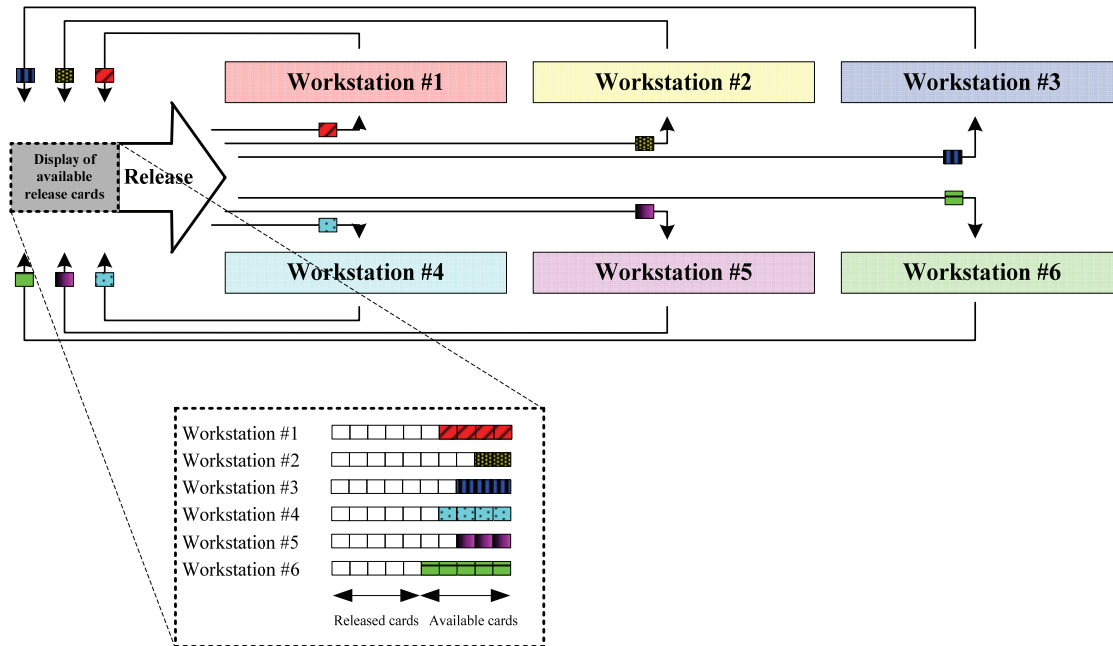 Workstation #1
Workstation #2
Workstation #3
Display of
available
release cards
Release
Workstation #4
Workstation #5
Workstation #6
Workstation #1
Workstation #2
Workstation #3
Workstation #4
Workstation #5
Workstation #6
Released cards
Available cards